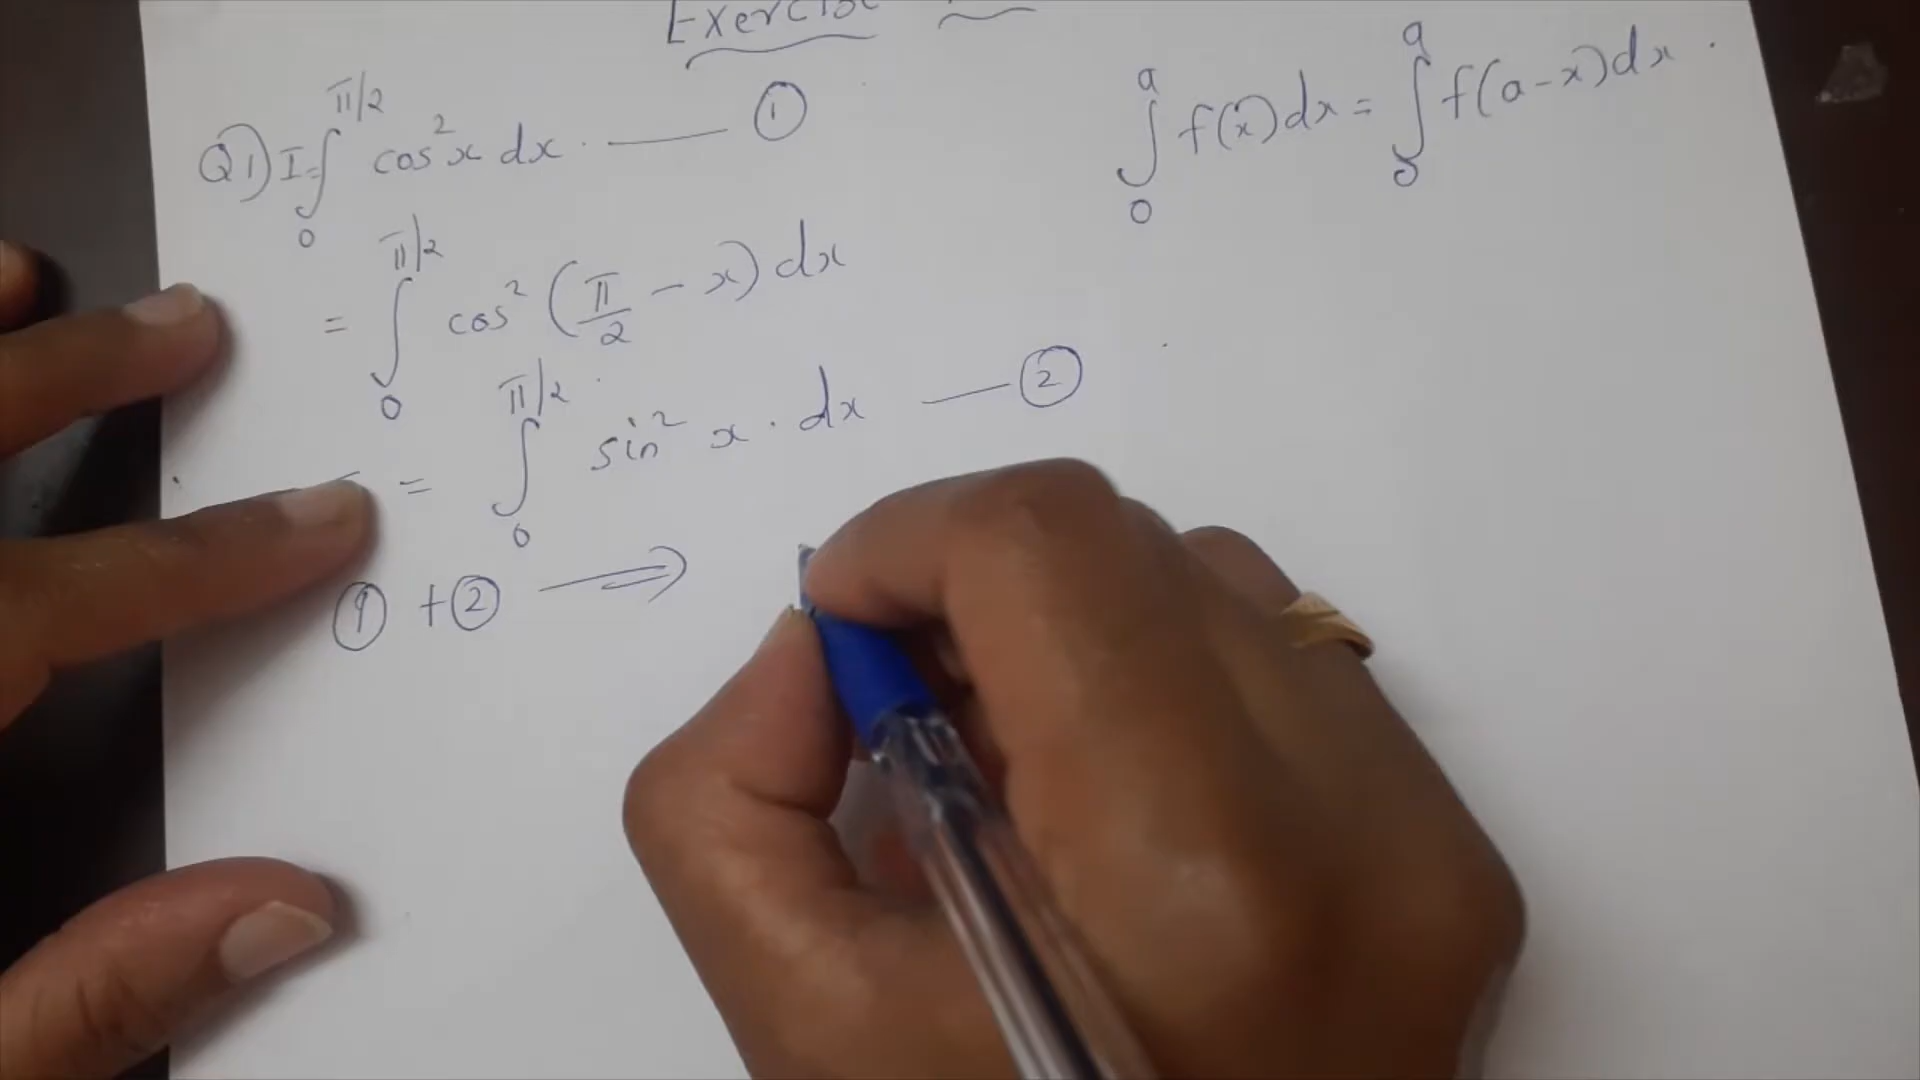 Exercise
Q1) I = ∫₀^π/2 cos²x dx. —— ①
∫₀^a f(x)dx = ∫₀^a f(a-x)dx.
= ∫₀^π/2 cos² (π/2 - x) dx
= ∫₀^π/2 sin² x . dx —— ②
① + ② ⟹